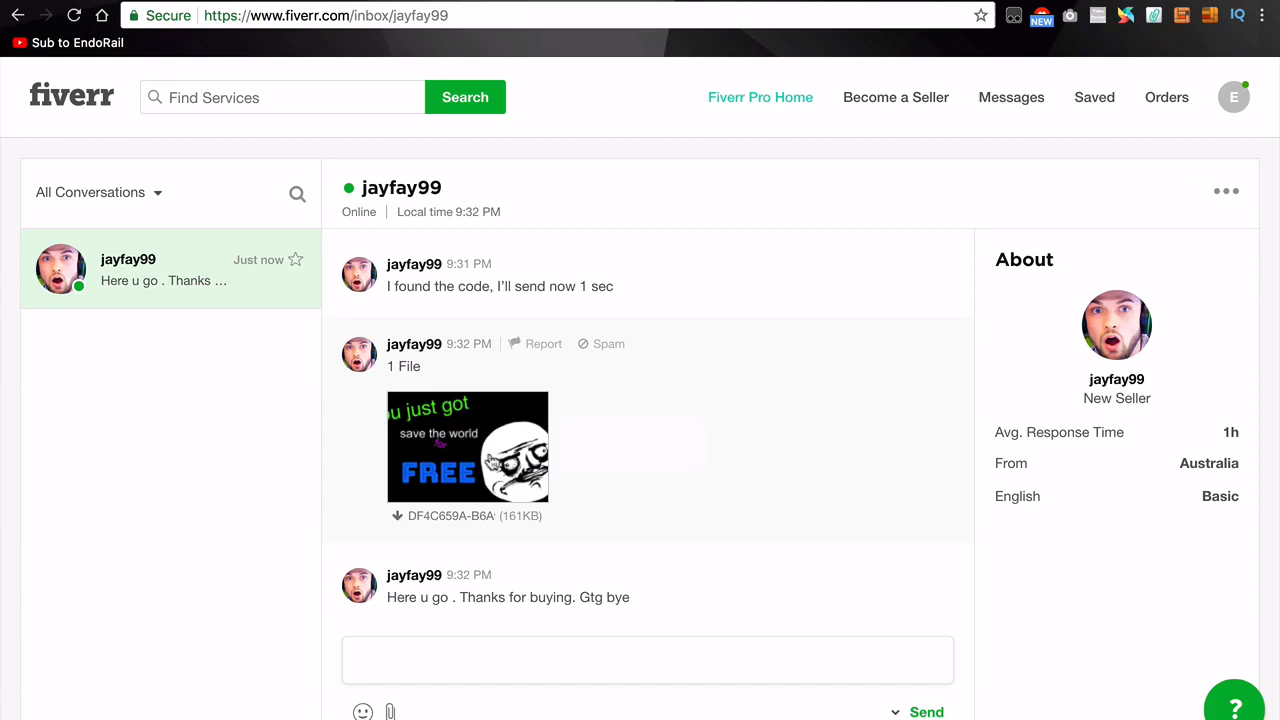 Secure
https://www.fiverr.com/inbox/jayfay99
NEW
IQ
Sub to EndoRail
fiverr
Find Services
Search
Fiverr Pro Home
Become a Seller
Messages
Saved
Orders
E
All Conversations
jayfay99
Just now
Here u go . Thanks ...
jayfay99
Online
Local time 9:32 PM
jayfay99 9:31 PM
I found the code, I'll send now 1 sec
jayfay99 9:32 PM Report Spam
1 File
u just got
save the world
for
FREE
DF4C659A-B6A (161KB)
jayfay99 9:32 PM
Here u go . Thanks for buying. Gtg bye
Send
About
jayfay99
New Seller
Avg. Response Time 1h
From Australia
English Basic
?